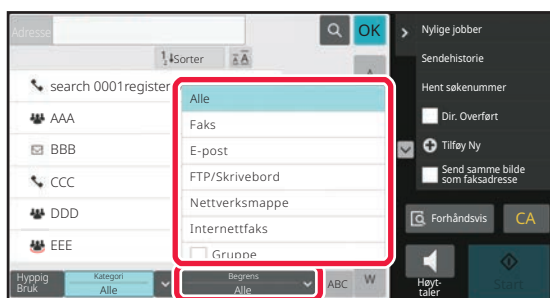 Adresse
OK
Sorter
search 0001register
AAA
BBB
CCC
DDD
EEE
Alle
Faks
E-post
FTP/Skrivebord
Nettverksmappe
Internettfaks
Gruppe
Hyppig
Bruk
Kategori
Alle
Begrens
Alle
ABC
W
Nylige jobber
Sendehistorie
Hent søkenummer
Dir. Overført
Tilføy Ny
Send samme bilde
som faksadresse
Forhåndsvis
CA
Høyt-
taler
Start